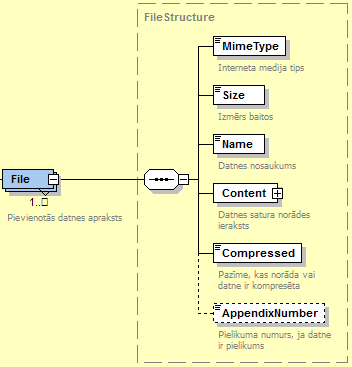 FileStructure
MimeType
Interneta medija tips
Size
Izmērs baitos
Name
Datnes nosaukums
File
1..
Pievienotās datnes apraksts
Content
Datnes satura norādes
ieraksts
Compressed
Pazīme, kas norāda vai
datne ir kompresēta
AppendixNumber
Pielikuma numurs, ja datne
ir pielikums